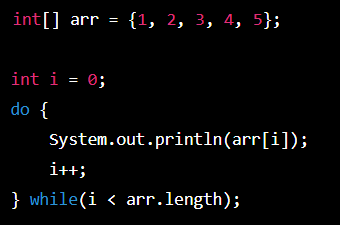 int[] arr = {1, 2, 3, 4, 5};
int i = 0;
do {
    System.out.println(arr[i]);
    i++;
} while(i < arr.length);